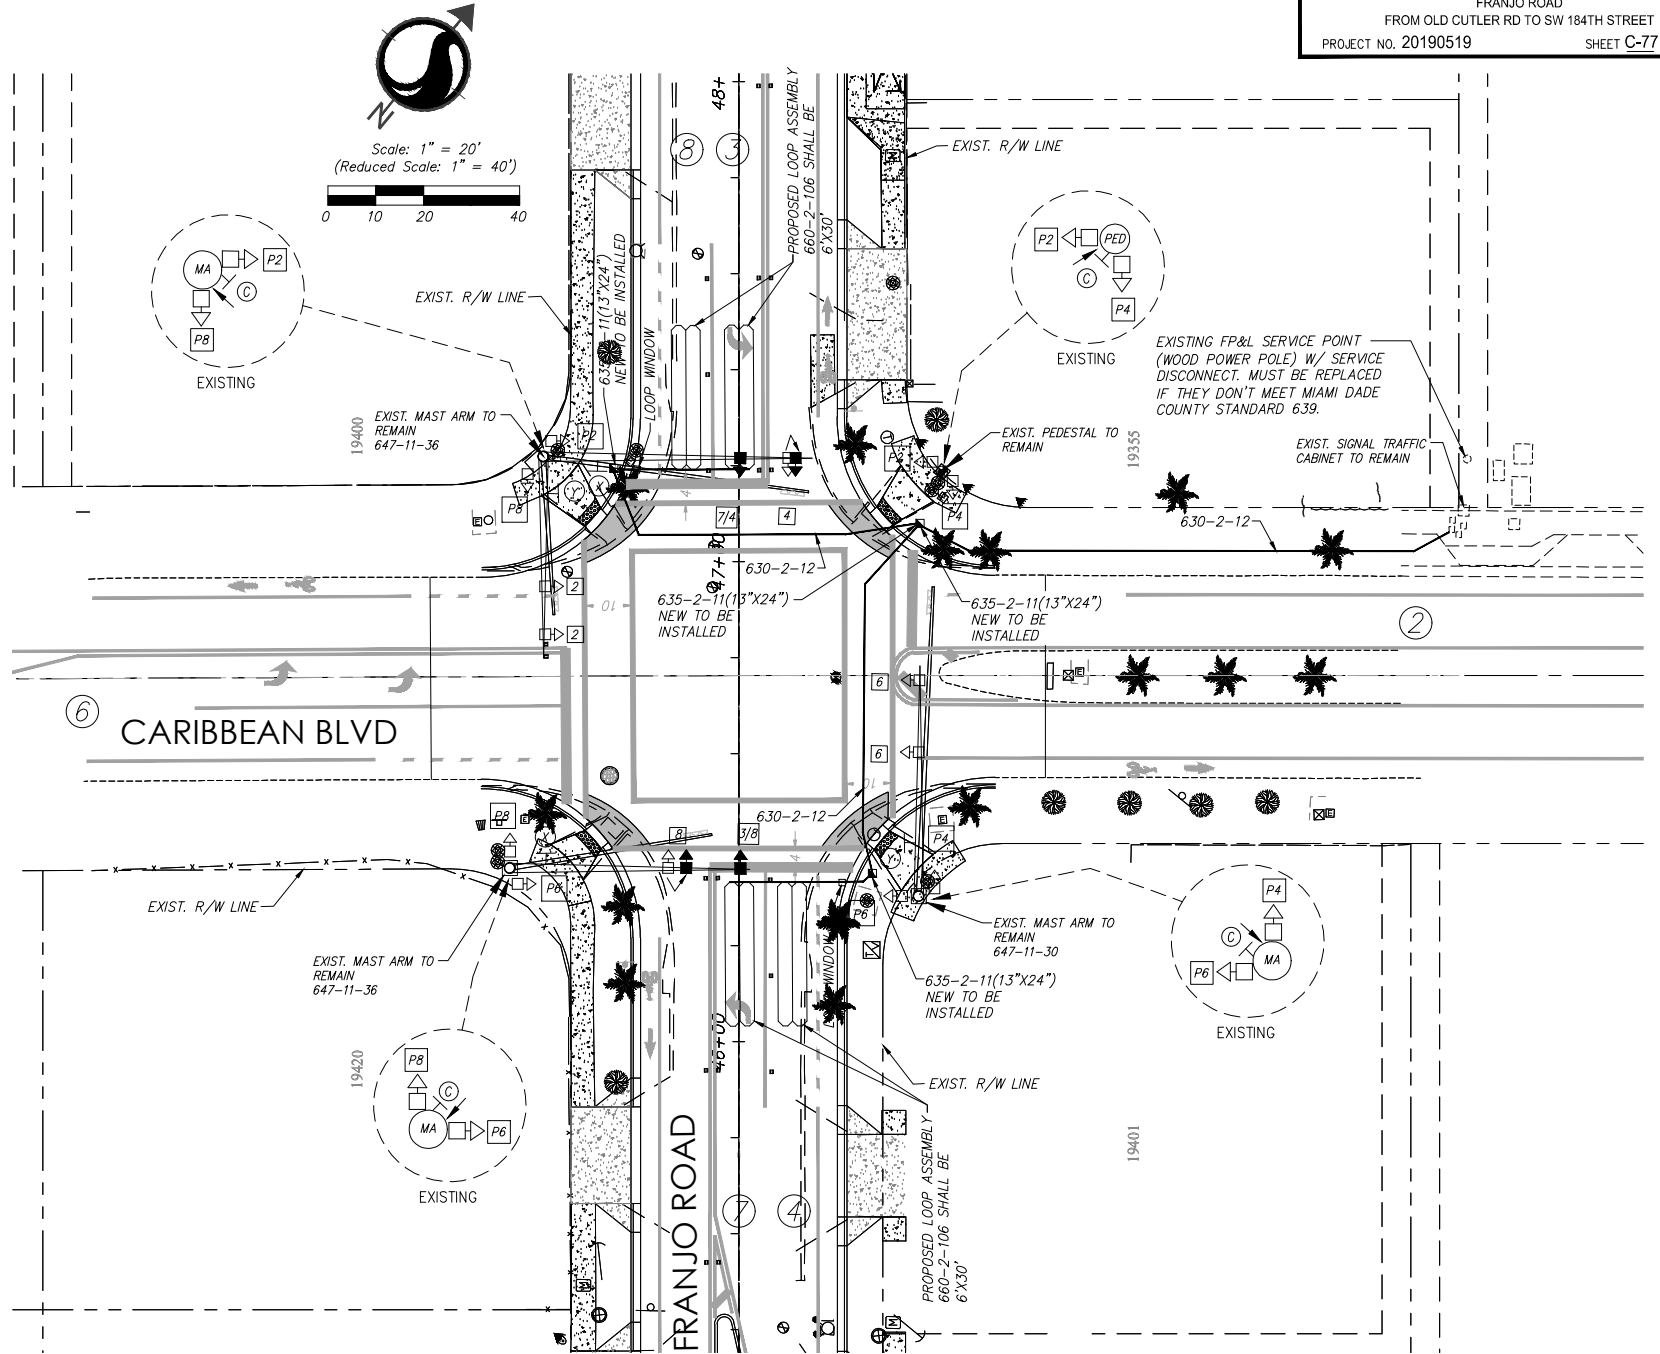 FRANJO ROAD
FROM OLD CUTLER RD TO SW 184TH STREET
PROJECT NO. 20190519
SHEET C-77
N
Scale: 1" = 20'
(Reduced Scale: 1" = 40')
0 10 20 40
48+
8 3
PROPOSED LOOP ASSEMBLY
660-2-106 SHALL BE
6'X30'
EXIST. R/W LINE
MA
P2
C
P8
EXISTING
EXIST. R/W LINE
635-2-11(13"X24")
NEW TO BE INSTALLED
LOOP WINDOW
P2
PED
C
P4
EXISTING
EXISTING FP&L SERVICE POINT
(WOOD POWER POLE) W/ SERVICE
DISCONNECT. MUST BE REPLACED
IF THEY DON'T MEET MIAMI DADE
COUNTY STANDARD 639.
19400
EXIST. MAST ARM TO
REMAIN
647-11-36
EXIST. PEDESTAL TO
REMAIN
19355
EXIST. SIGNAL TRAFFIC
CABINET TO REMAIN
P2
P8
Y
X
P2
P4
7/4
4
4
630-2-12
47+00
630-2-12
2
2
10
635-2-11(13"X24")
NEW TO BE
INSTALLED
635-2-11(13"X24")
NEW TO BE
INSTALLED
2
6
6
6
CARIBBEAN BLVD
10
630-2-12
P8
X
8
3/8
4
P4
Y
P6
P6
EXIST. R/W LINE
EXIST. MAST ARM TO
REMAIN
647-11-36
EXIST. MAST ARM TO
REMAIN
647-11-30
WINDOW
635-2-11(13"X24")
NEW TO BE
INSTALLED
P4
C
MA
P6
EXISTING
46+00
EXIST. R/W LINE
19420
P8
C
MA
P6
EXISTING
FRANJO ROAD
7 4
PROPOSED LOOP ASSEMBLY
660-2-106 SHALL BE
6'X30'
19401